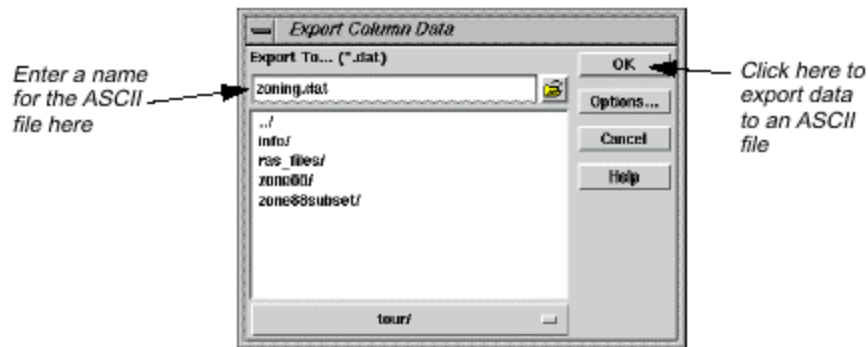 Export Column Data
Export To... (*.dat)
Enter a name
for the ASCII
file here
zoning.dat
OK
Click here to
export data
to an ASCII
file
Options...
Cancel
Help
../
info/
ras_files/
zone88subset/
tour/